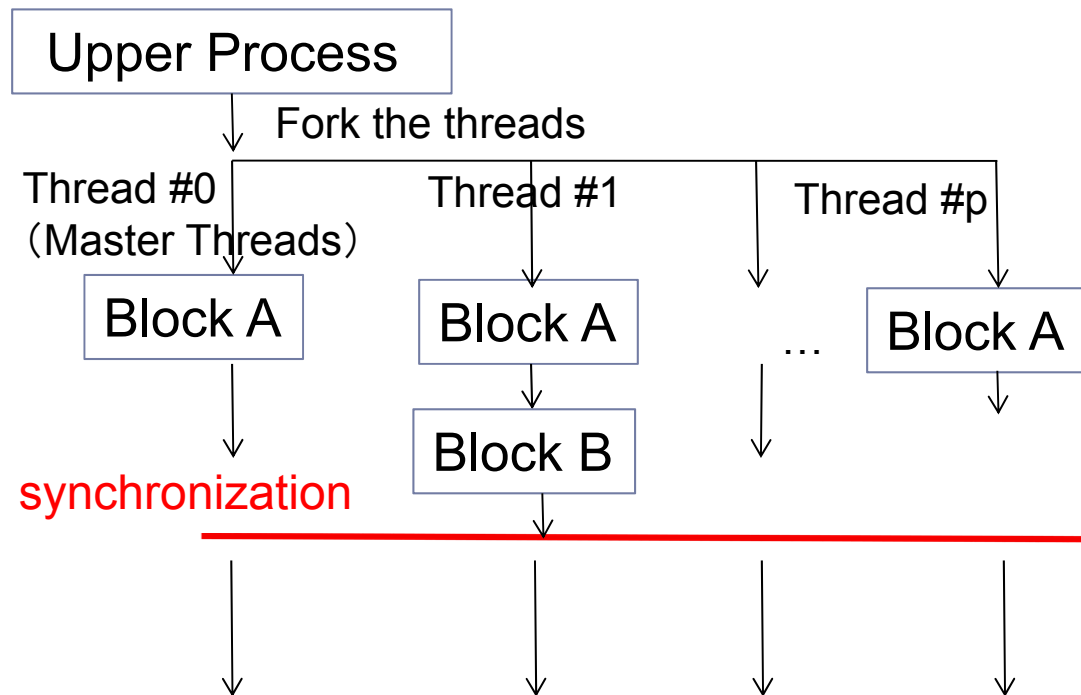 Upper Process
Fork the threads
Thread #0
（Master Threads）
Thread #1
Thread #p
Block A
Block A
…
Block A
Block B
synchronization